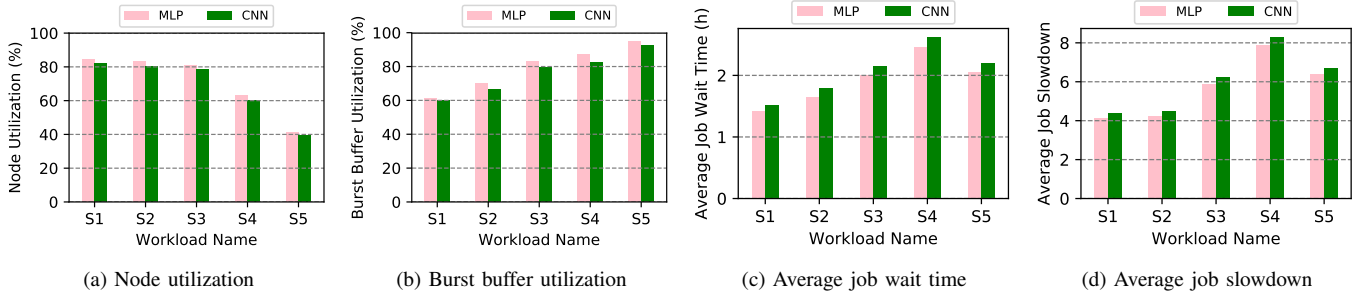 MLP CNN
Node Utilization (%)
100
80
60
40
20
0
S1 S2 S3 S4 S5
Workload Name
(a) Node utilization
MLP CNN
Burst Buffer Utilization (%)
100
80
60
40
20
0
S1 S2 S3 S4 S5
Workload Name
(b) Burst buffer utilization
MLP CNN
Average Job Wait Time (h)
2
1
0
S1 S2 S3 S4 S5
Workload Name
(c) Average job wait time
MLP CNN
Average Job Slowdown
8
6
4
2
0
S1 S2 S3 S4 S5
Workload Name
(d) Average job slowdown